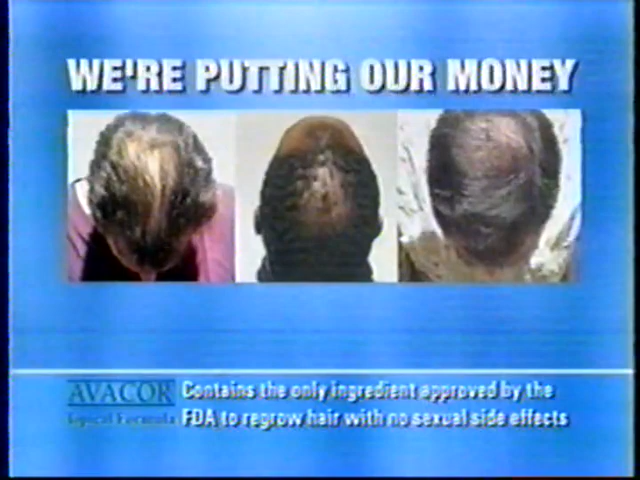 WE'RE PUTTING OUR MONEY
AVACOR
Topical Formula
Contains the only ingredient approved by the
FDA to regrow hair with no sexual side effects